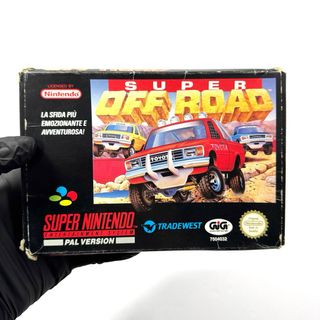 LICENSED BY
Nintendo
SUPER
OFF ROAD
LA SFIDA PIÙ
EMOZIONANTE E
AVVENTUROSA!
TOYOTA
TOYOTA
SUPER NINTENDO
ENTERTAINMENT SYSTEM
PAL VERSION
TRADEWEST
GiG
7504032